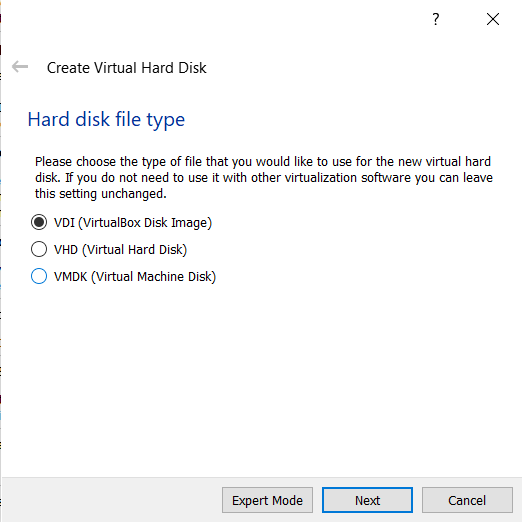 ?
Create Virtual Hard Disk
Hard disk file type
Please choose the type of file that you would like to use for the new virtual hard
disk. If you do not need to use it with other virtualization software you can leave
this setting unchanged.
VDI (VirtualBox Disk Image)
VHD (Virtual Hard Disk)
VMDK (Virtual Machine Disk)
Expert Mode
Next
Cancel